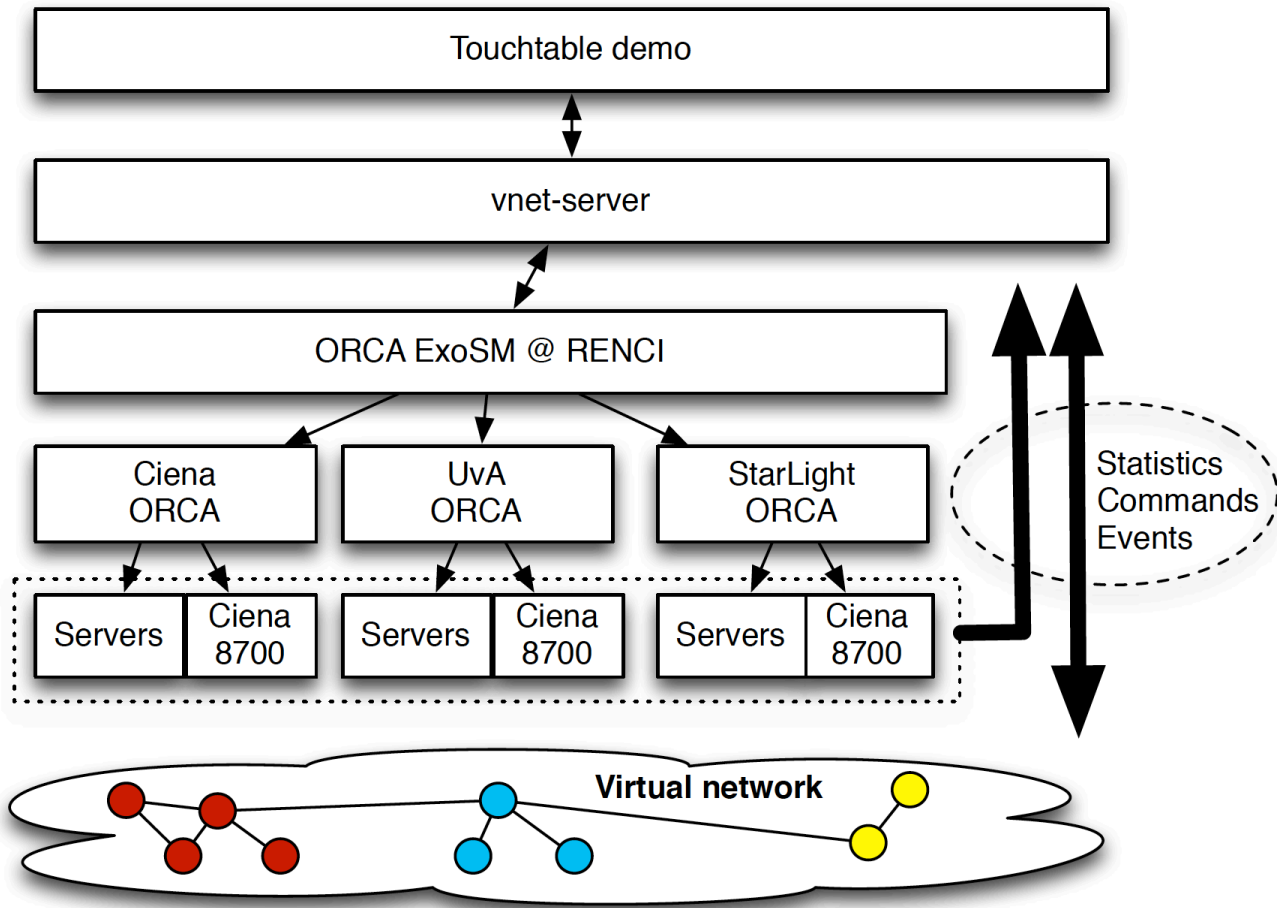 Touchtable demo
vnet-server
ORCA ExoSM @ RENCI
Ciena
ORCA
UvA
ORCA
StarLight
ORCA
Statistics
Commands
Events
Servers
Ciena
8700
Servers
Ciena
8700
Servers
Ciena
8700
Virtual network